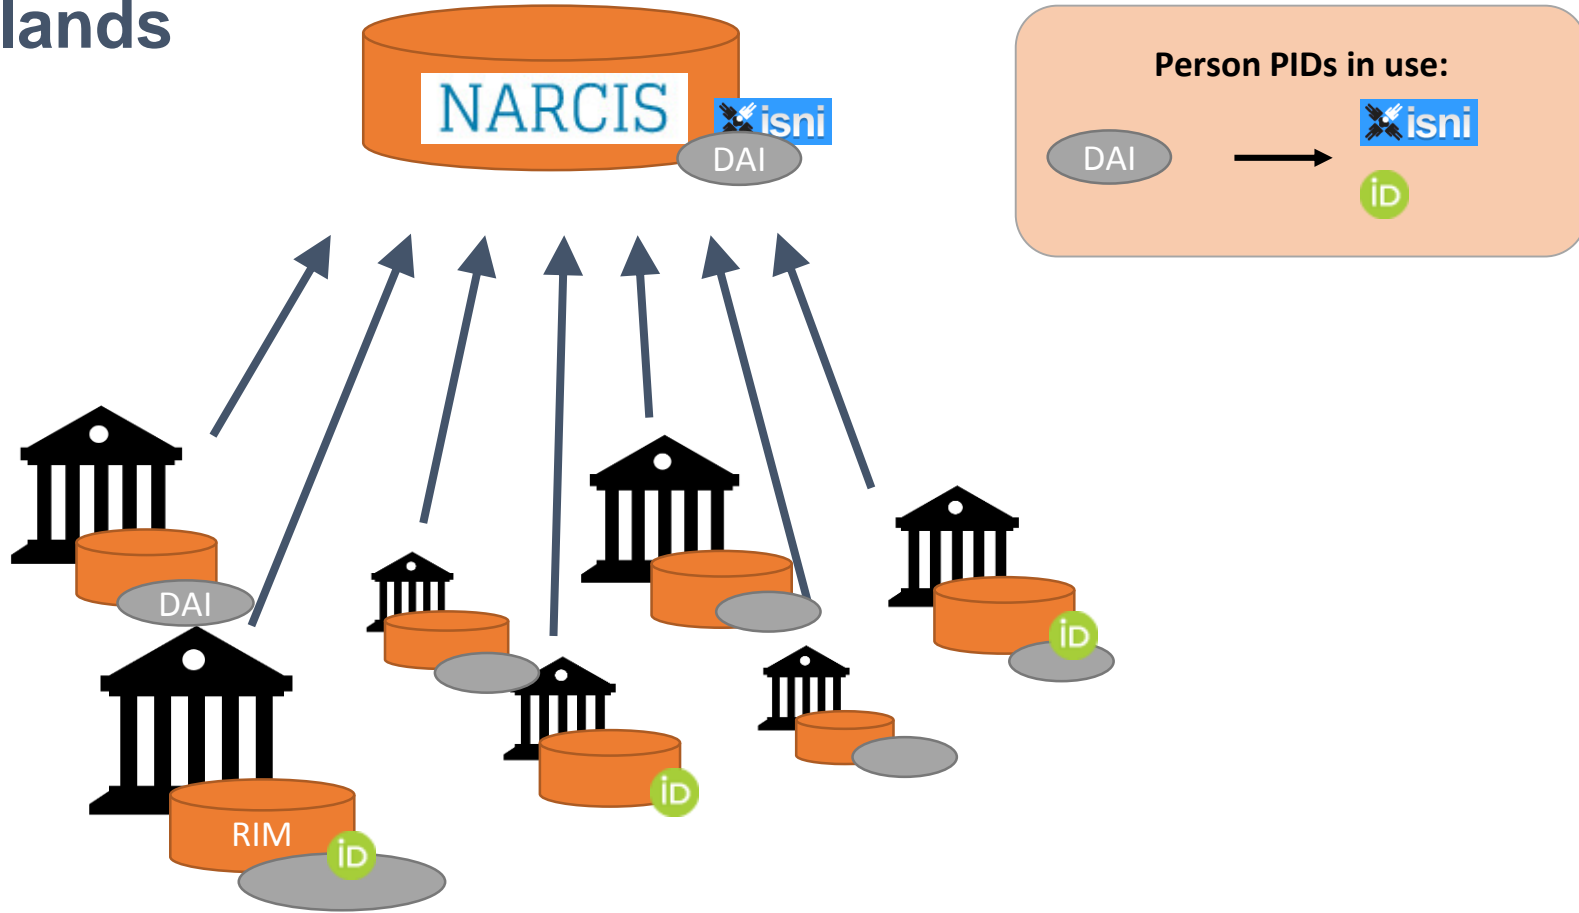 lands
NARCIS
isni
DAI
Person PIDs in use:
isni
DAI
iD
DAI
iD
iD
RIM
iD